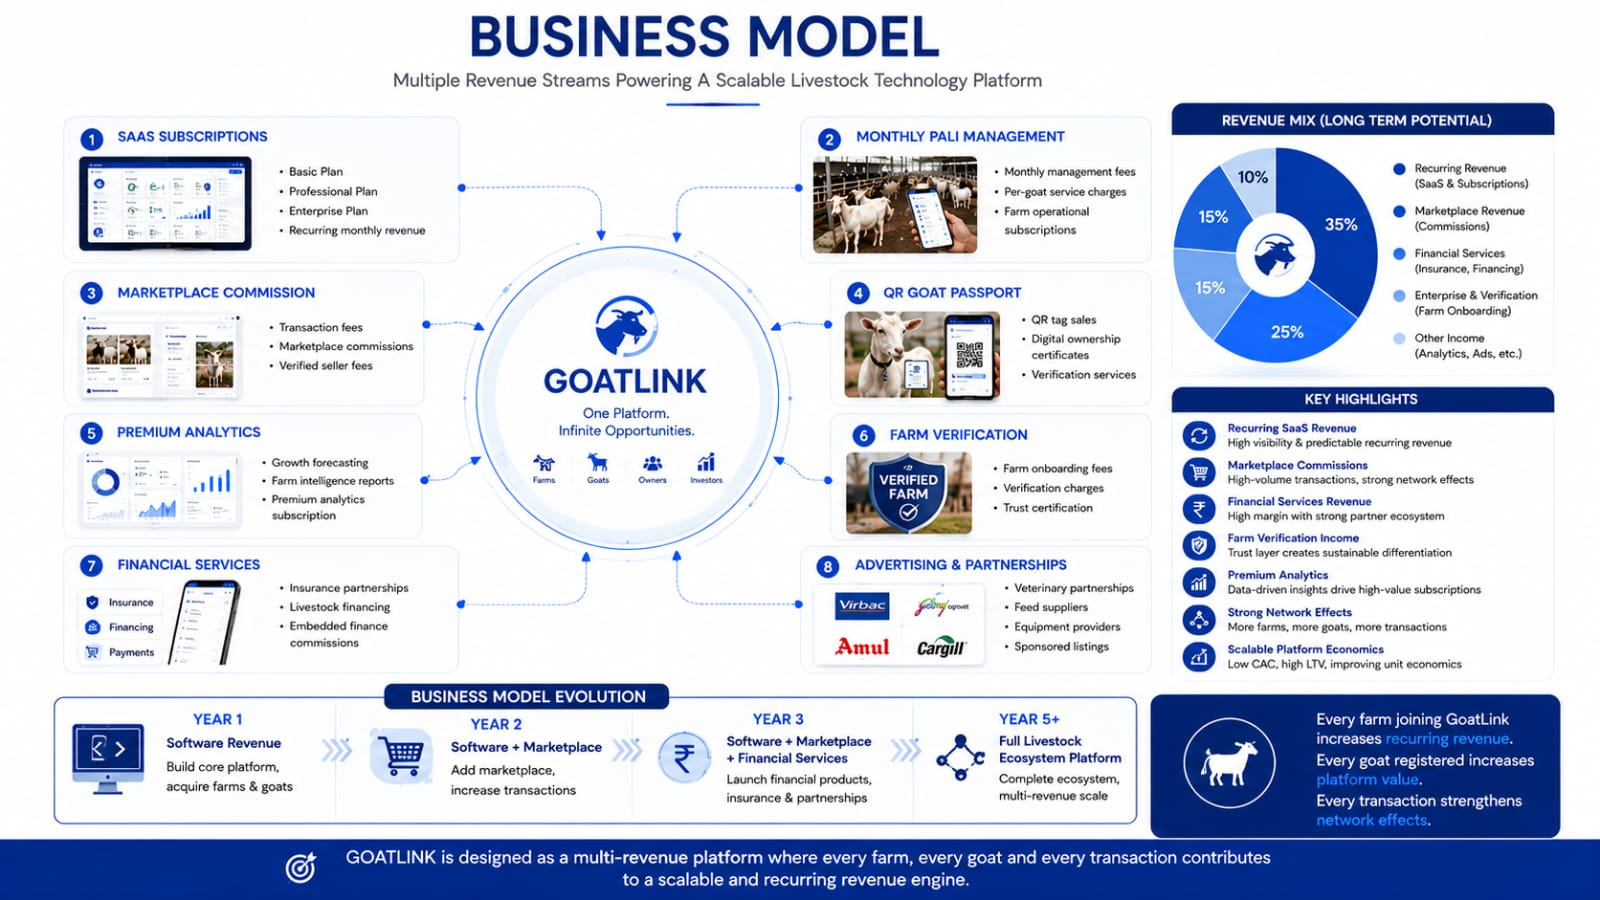 BUSINESS MODEL
Multiple Revenue Streams Powering A Scalable Livestock Technology Platform
1 SAAS SUBSCRIPTIONS
• Basic Plan
• Professional Plan
• Enterprise Plan
• Recurring monthly revenue
2 MONTHLY PALI MANAGEMENT
• Monthly management fees
• Per-goat service charges
• Farm operational
subscriptions
3 MARKETPLACE COMMISSION
• Transaction fees
• Marketplace commissions
• Verified seller fees
4 QR GOAT PASSPORT
• QR tag sales
• Digital ownership
certificates
• Verification services
5 PREMIUM ANALYTICS
• Growth forecasting
• Farm intelligence reports
• Premium analytics
subscription
6 FARM VERIFICATION
VERIFIED
FARM
• Farm onboarding fees
• Verification charges
• Trust certification
7 FINANCIAL SERVICES
Insurance
Financing
Payments
• Insurance partnerships
• Livestock financing
• Embedded finance
commissions
8 ADVERTISING & PARTNERSHIPS
Virbac
Godrej agrovet
Amul
Cargill
• Veterinary partnerships
• Feed suppliers
• Equipment providers
• Sponsored listings
GOATLINK
One Platform.
Infinite Opportunities.
Farms Goats Owners Investors
REVENUE MIX (LONG TERM POTENTIAL)
10%
35%
15%
15%
25%
Recurring Revenue
(SaaS & Subscriptions)
Marketplace Revenue
(Commissions)
Financial Services
(Insurance, Financing)
Enterprise & Verification
(Farm Onboarding)
Other Income
(Analytics, Ads, etc.)
KEY HIGHLIGHTS
Recurring SaaS Revenue
High visibility & predictable recurring revenue
Marketplace Commissions
High-volume transactions, strong network effects
₹ Financial Services Revenue
High margin with strong partner ecosystem
Farm Verification Income
Trust layer creates sustainable differentiation
Premium Analytics
Data-driven insights drive high-value subscriptions
Strong Network Effects
More farms, more goats, more transactions
Scalable Platform Economics
Low CAC, high LTV, improving unit economics
BUSINESS MODEL EVOLUTION
YEAR 1
Software Revenue
Build core platform,
acquire farms & goats
YEAR 2
Software + Marketplace
Add marketplace,
increase transactions
₹
YEAR 3
Software + Marketplace
+ Financial Services
Launch financial products,
insurance & partnerships
YEAR 5+
Full Livestock
Ecosystem Platform
Complete ecosystem,
multi-revenue scale
Every farm joining GoatLink
increases recurring revenue.
Every goat registered increases
platform value.
Every transaction strengthens
network effects.
GOATLINK is designed as a multi-revenue platform where every farm, every goat and every transaction contributes
to a scalable and recurring revenue engine.